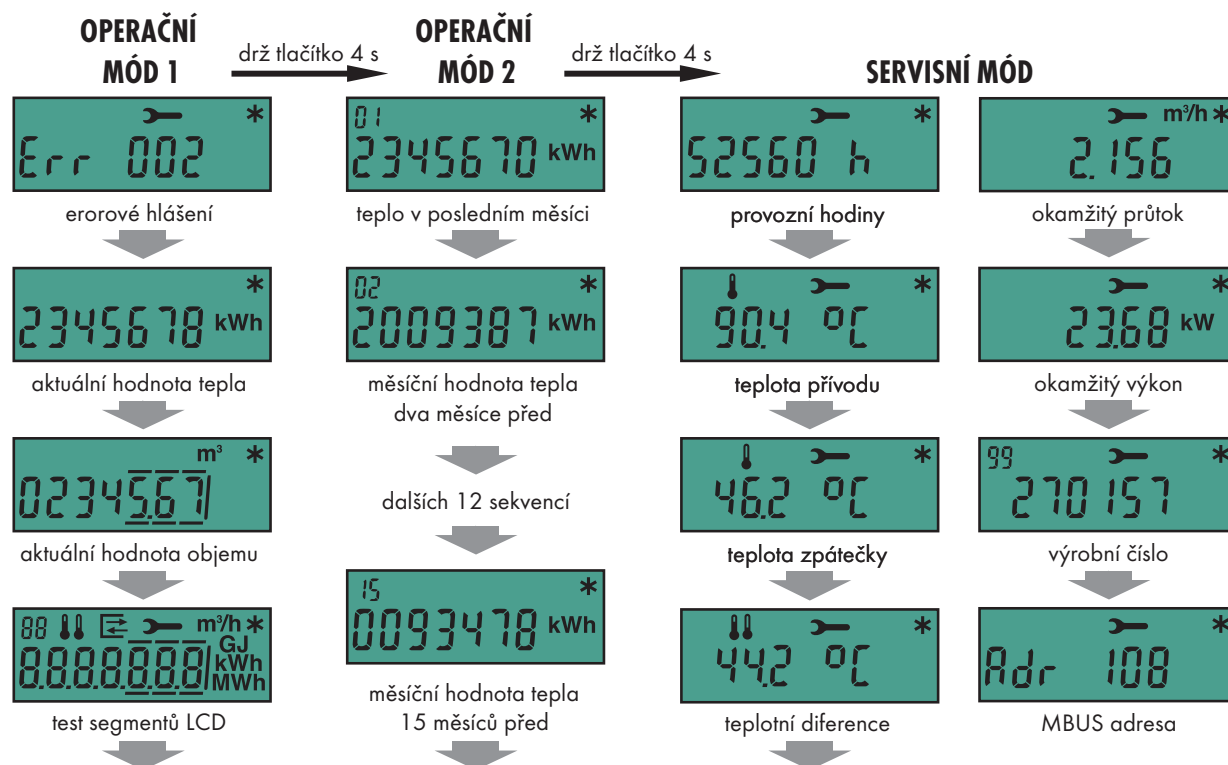 OPERAČNÍ
MÓD 1
drž tlačítko 4 s
OPERAČNÍ
MÓD 2
drž tlačítko 4 s
SERVISNÍ MÓD
Err 002
erorové hlášení
2345678 kWh
aktuální hodnota tepla
m³
02345.67
aktuální hodnota objemu
88 m³/h
GJ
8.8.8.8.8.8.8 kWh
MWh
test segmentů LCD
01
2345670 kWh
teplo v posledním měsíci
02
2009387 kWh
měsíční hodnota tepla
dva měsíce před
dalších 12 sekvencí
15
0093478 kWh
měsíční hodnota tepla
15 měsíců před
52560 h
provozní hodiny
90.4 °C
teplota přívodu
46.2 °C
teplota zpátečky
44.2 °C
teplotní diference
m³/h
2.156
okamžitý průtok
23.68 kW
okamžitý výkon
99
270157
výrobní číslo
Adr 108
MBUS adresa